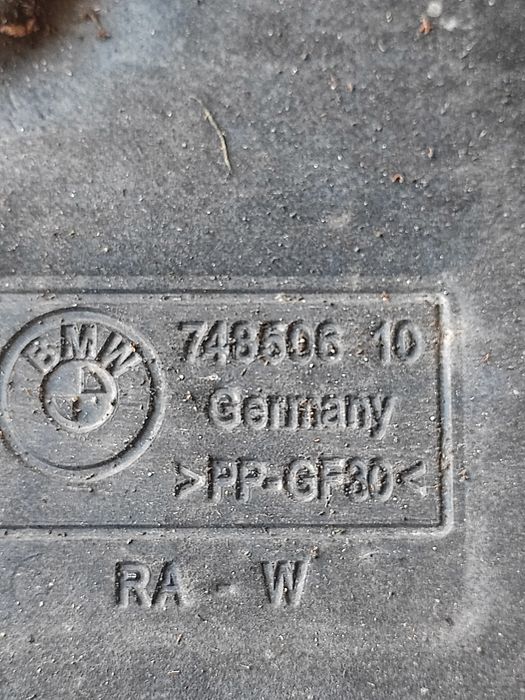 BMW
748506 10
Germany
>PP-GF30<
RA - W